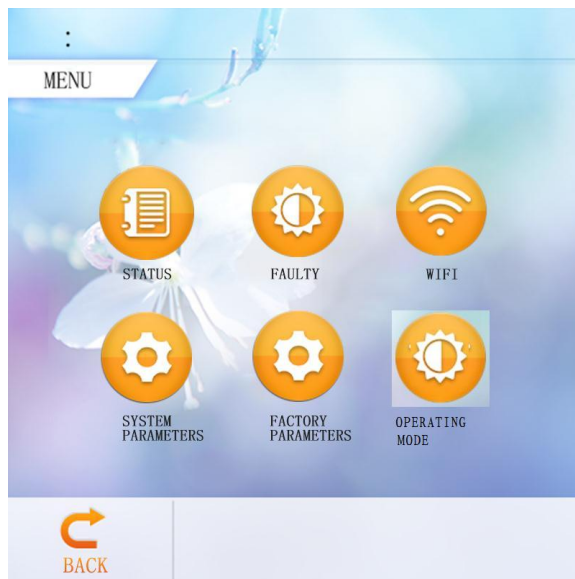 :
MENU
STATUS
FAULTY
WIFI
SYSTEM
PARAMETERS
FACTORY
PARAMETERS
OPERATING
MODE
BACK